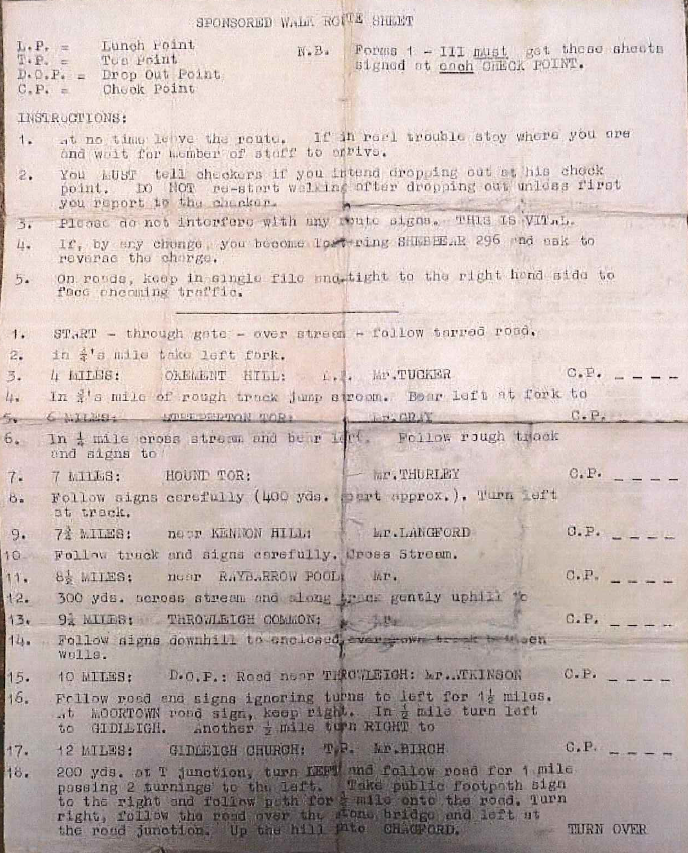 SPONSORED WALK ROUTE SHEET
L.P. = Lunch Point
T.P. = Tea Point
D.O.P. = Drop Out Point
C.P. = Check Point
N.B. Forms 1 - III must get these sheets
signed at each CHECK POINT.
INSTRUCTIONS:
1. At no time leave the route. If in real trouble stay where you are
and wait for member of staff to arrive.
2. You MUST tell checkers if you intend dropping out at his check
point. DO NOT re-start walking after dropping out unless first
you report to the checker.
3. Please do not interfere with any route signs. THIS IS VITAL.
4. If, by any change, you become lost ring SHEBBEAR 296 and ask to
reverse the charge.
5. On roads, keep in single file and tight to the right hand side to
face oncoming traffic.
1. START - through gate - over stream - follow tarred road.
2. in ¾'s mile take left fork.
3. 4 MILES: OKEMENT HILL: Mr.TUCKER C.P. _ _ _ _
4. In ¾'s mile of rough track jump stream. Bear left at fork to
5. 6 MILES: STEEPERTON TOR: Mr.GRAY C.P. _ _ _ _
6. In ¼ mile cross stream and bear left. Follow rough track
and signs to
7. 7 MILES: HOUND TOR: Mr.THURLEY C.P. _ _ _ _
8. Follow signs carefully (400 yds. apart approx.). Turn left
at track.
9. 7¾ MILES: near KENNON HILL: Mr.LANGFORD C.P. _ _ _ _
10. Follow track and signs carefully. Cross Stream.
11. 8½ MILES: near RAYBARROW POOL: Mr. C.P. _ _ _ _
12. 300 yds. across stream and along track gently uphill to
13. 9¼ MILES: THROWLEIGH COMMON: Mr. C.P. _ _ _ _
14. Follow signs downhill to enclosed, overgrown track between
walls.
15. 10 MILES: D.O.P.: Road near THROWLEIGH: Mr.ATKINSON C.P. _ _ _ _
16. Follow road and signs ignoring turns to left for 1½ miles.
At MOORTOWN road sign, keep right. In ½ mile turn left
to GIDLEIGH. Another ½ mile turn RIGHT to
17. 12 MILES: GIDLEIGH CHURCH: T.P. Mr.BIRCH C.P. _ _ _ _
18. 200 yds. at T junction, turn LEFT and follow road for 1 mile
passing 2 turnings to the left. Take public footpath sign
to the right and follow path for mile onto the road. Turn
right, follow the road over the stone bridge and left at
the road junction. Up the hill into CHAGFORD. TURN OVER